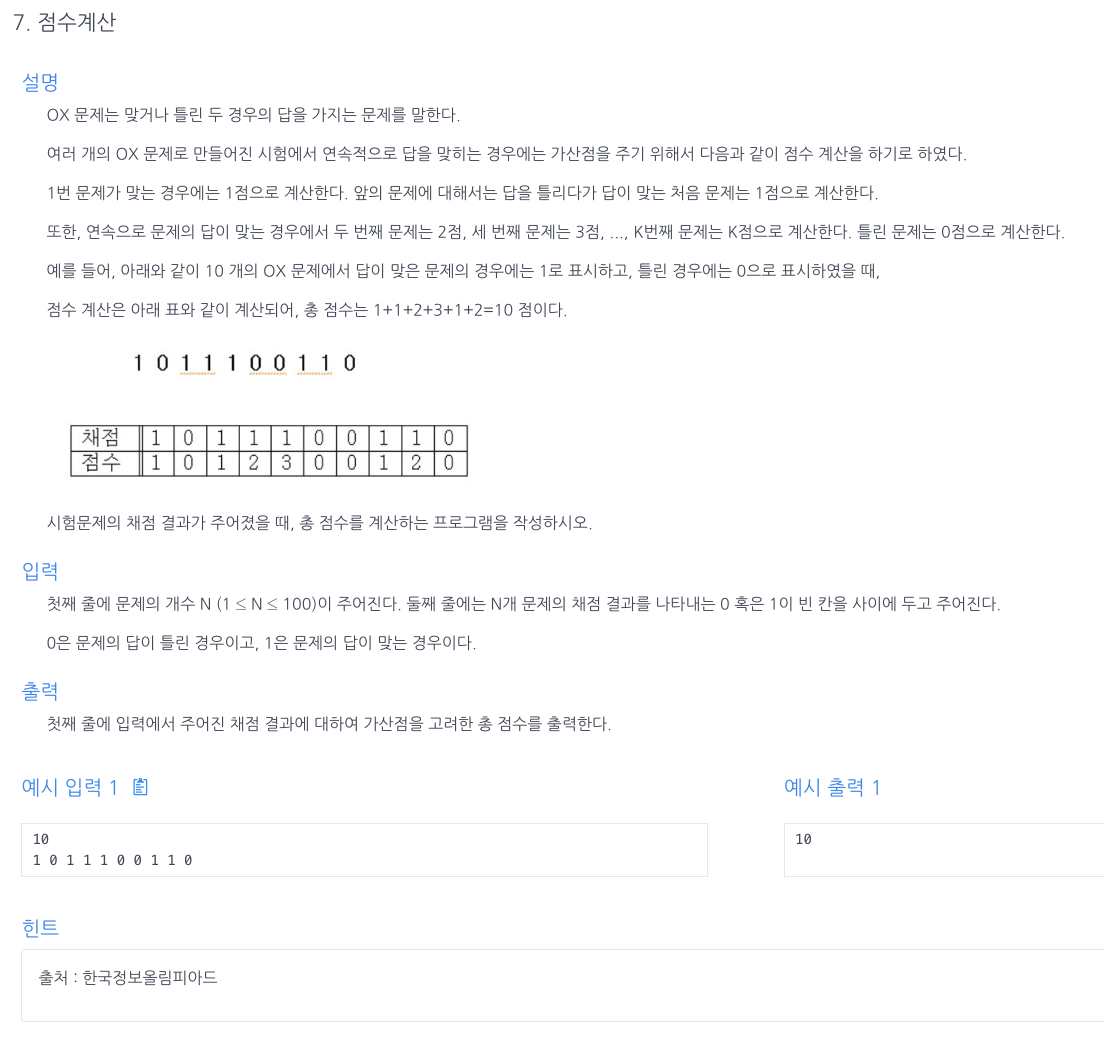 7. 점수계산
설명
OX 문제는 맞거나 틀린 두 경우의 답을 가지는 문제를 말한다.
여러 개의 OX 문제로 만들어진 시험에서 연속적으로 답을 맞히는 경우에는 가산점을 주기 위해서 다음과 같이 점수 계산을 하기로 하였다.
1번 문제가 맞는 경우에는 1점으로 계산한다. 앞의 문제에 대해서는 답을 틀리다가 답이 맞는 처음 문제는 1점으로 계산한다.
또한, 연속으로 문제의 답이 맞는 경우에서 두 번째 문제는 2점, 세 번째 문제는 3점, ..., K번째 문제는 K점으로 계산한다. 틀린 문제는 0점으로 계산한다.
예를 들어, 아래와 같이 10 개의 OX 문제에서 답이 맞은 문제의 경우에는 1로 표시하고, 틀린 경우에는 0으로 표시하였을 때,
점수 계산은 아래 표와 같이 계산되어, 총 점수는 1+1+2+3+1+2=10 점이다.
1 0 1 1 1 0 0 1 1 0
채점 1 0 1 1 1 0 0 1 1 0
점수 1 0 1 2 3 0 0 1 2 0
시험문제의 채점 결과가 주어졌을 때, 총 점수를 계산하는 프로그램을 작성하시오.
입력
첫째 줄에 문제의 개수 N (1 ≤ N ≤ 100)이 주어진다. 둘째 줄에는 N개 문제의 채점 결과를 나타내는 0 혹은 1이 빈 칸을 사이에 두고 주어진다.
0은 문제의 답이 틀린 경우이고, 1은 문제의 답이 맞는 경우이다.
출력
첫째 줄에 입력에서 주어진 채점 결과에 대하여 가산점을 고려한 총 점수를 출력한다.
예시 입력 1
10
1 0 1 1 1 0 0 1 1 0
예시 출력 1
10
힌트
출처 : 한국정보올림피아드